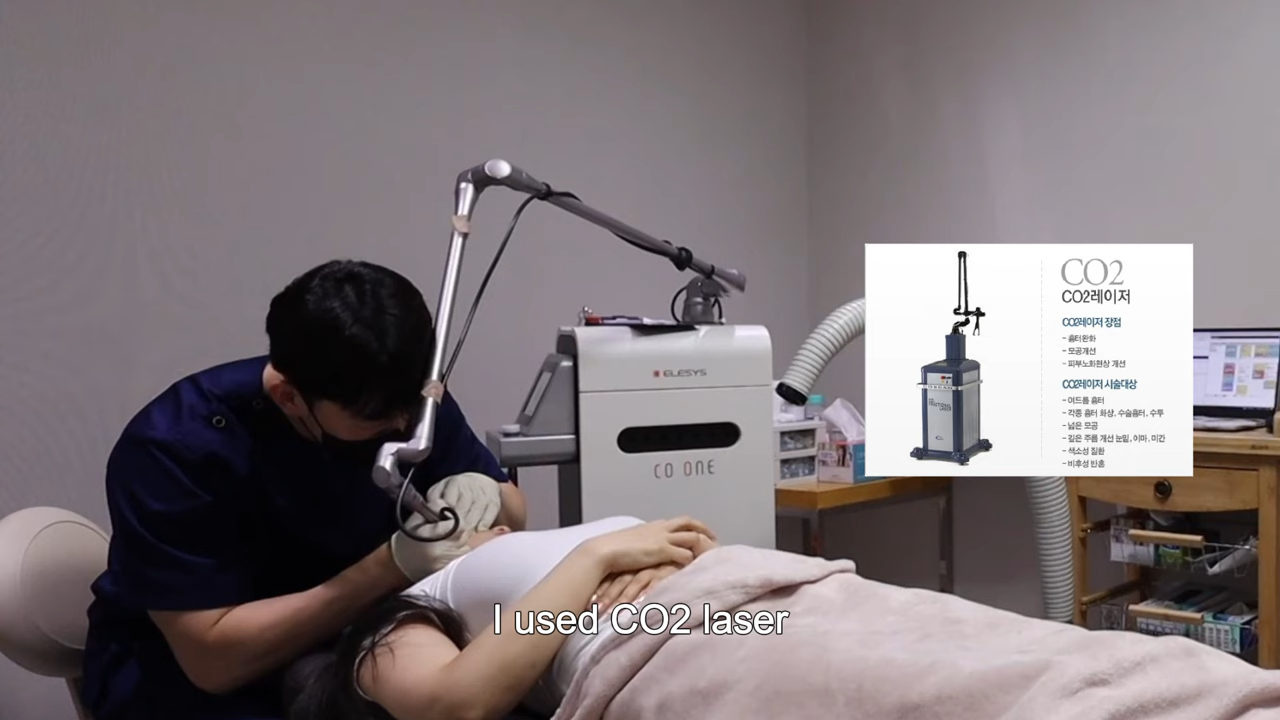 IELESYS
CO ONE
CO2
CO2레이저
CO2레이저 장점
- 흉터완화
- 모공개선
- 피부노화현상 개선
CO2레이저 시술대상
- 여드름 흉터
- 각종 흉터 화상, 수술흉터, 수두
- 넓은 모공
- 깊은 주름 개선 눈밑, 이마, 미간
- 색소성 질환
- 비후성 반흔
FRACTIONAL
LASER
I used CO2 laser